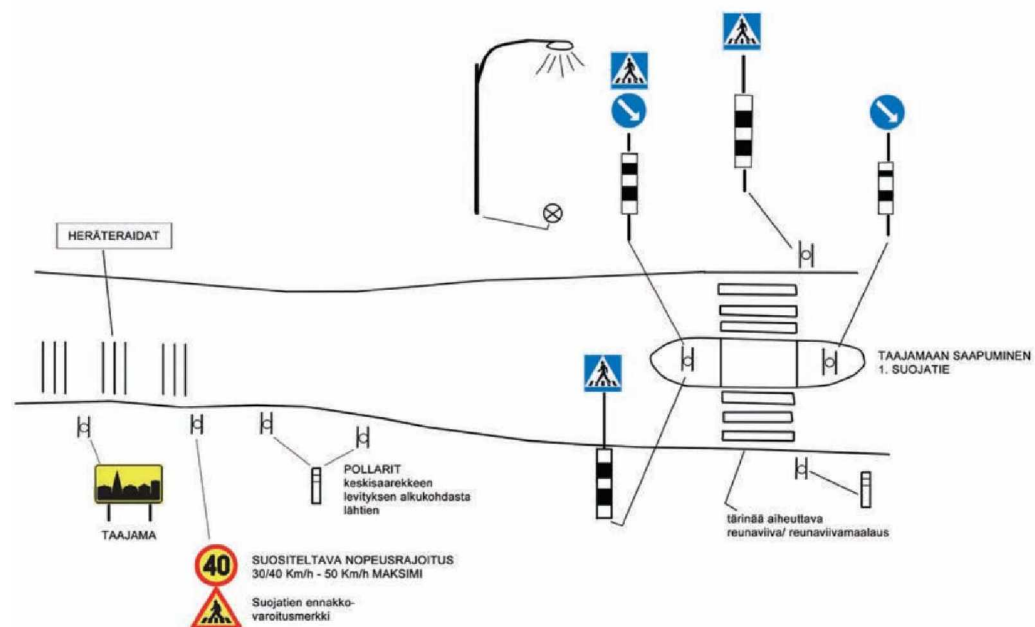 HERÄTERAIDAT
TAAJAMAAN SAAPUMINEN
1. SUOJATIE
POLLARIT
keskisaarekkeen
levityksen alkukohdasta
lähtien
TAAJAMA
tärinää aiheuttava
reunaviiva/ reunaviivamaalaus
40
SUOSITELTAVA NOPEUSRAJOITUS
30/40 Km/h - 50 Km/h MAKSIMI
Suojatien ennakko-
varoitusmerkki